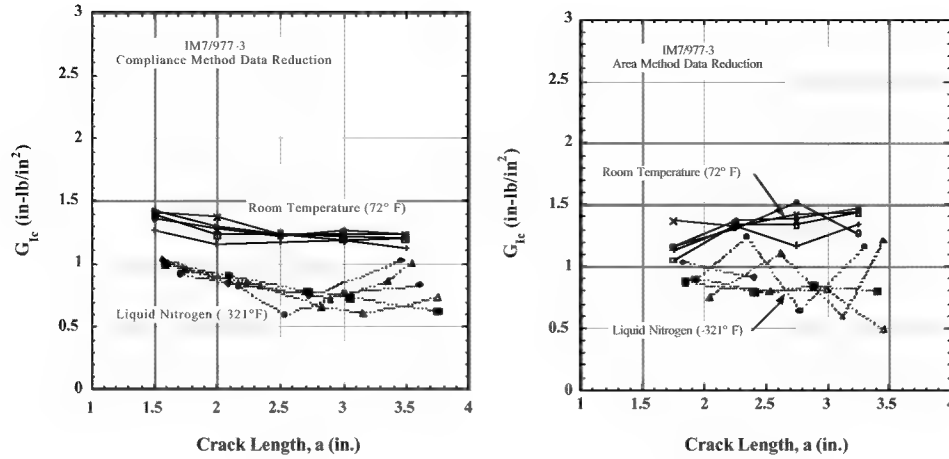 3
2.5
2
1.5
1
0.5
0
G_Ic (in-lb/in²)
IM7/977-3
Compliance Method Data Reduction
Room Temperature (72° F)
Liquid Nitrogen ( 321°F)
1
1.5
2
2.5
3
3.5
4
Crack Length, a (in.)
3
2.5
2
1.5
1
0.5
0
G_Ic (in-lb/in²)
IM7/977-3
Area Method Data Reduction
Room Temperature (72° F)
Liquid Nitrogen (-321° F)
1
1.5
2
2.5
3
3.5
4
Crack Length, a (in.)